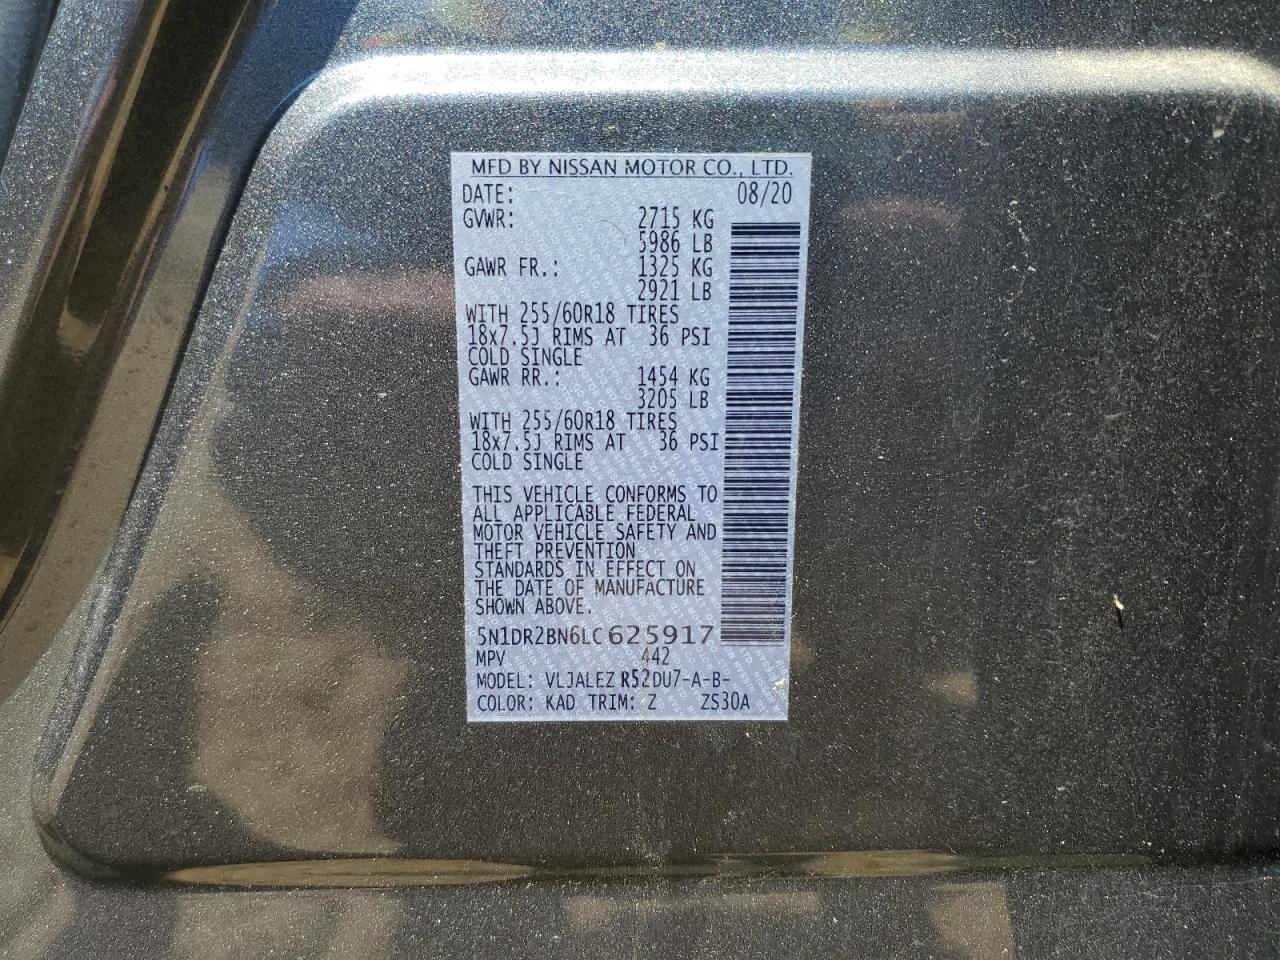 MFD BY NISSAN MOTOR CO., LTD.
DATE: 08/20
GVWR: 2715 KG
5986 LB
GAWR FR.: 1325 KG
2921 LB
WITH 255/60R18 TIRES
18x7.5J RIMS AT 36 PSI
COLD SINGLE
GAWR RR.: 1454 KG
3205 LB
WITH 255/60R18 TIRES
18x7.5J RIMS AT 36 PSI
COLD SINGLE
THIS VEHICLE CONFORMS TO
ALL APPLICABLE FEDERAL
MOTOR VEHICLE SAFETY AND
THEFT PREVENTION
STANDARDS IN EFFECT ON
THE DATE OF MANUFACTURE
SHOWN ABOVE.
5N1DR2BN6LC625917
MPV 442
MODEL: VLJALEZ R52DU7-A-B-
COLOR: KAD TRIM: Z ZS30A